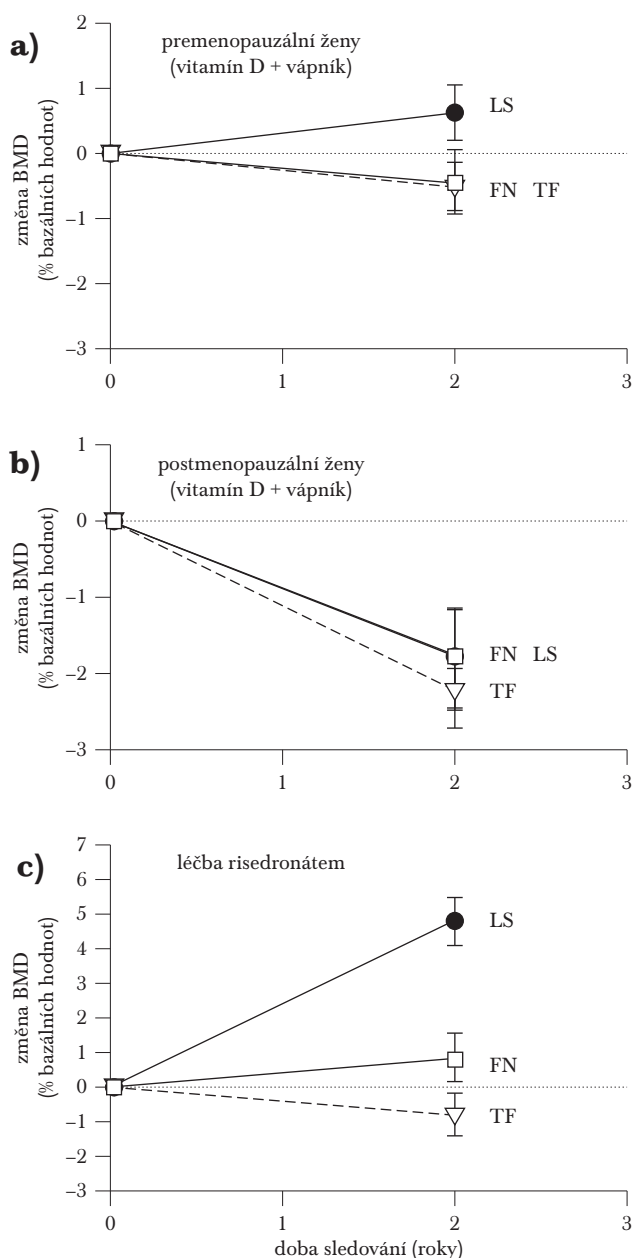 a)
premenopauzální ženy
(vitamín D + vápník)
změna BMD
(% bazálních hodnot)
2
1
0
−1
−2
−3
LS
FN TF
0 1 2 3
b)
postmenopauzální ženy
(vitamín D + vápník)
změna BMD
(% bazálních hodnot)
1
0
−1
−2
−3
FN LS
TF
0 1 2 3
c)
léčba risedronátem
změna BMD
(% bazálních hodnot)
7
6
5
4
3
2
1
0
−1
−2
−3
LS
FN
TF
0 1 2 3
doba sledování (roky)